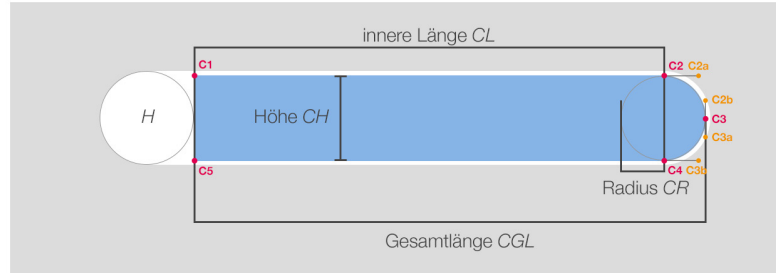 innere Länge CL
C1
C2
C2a
C2b
H
Höhe CH
C3
C3a
C5
C4
C3b
Radius CR
Gesamtlänge CGL